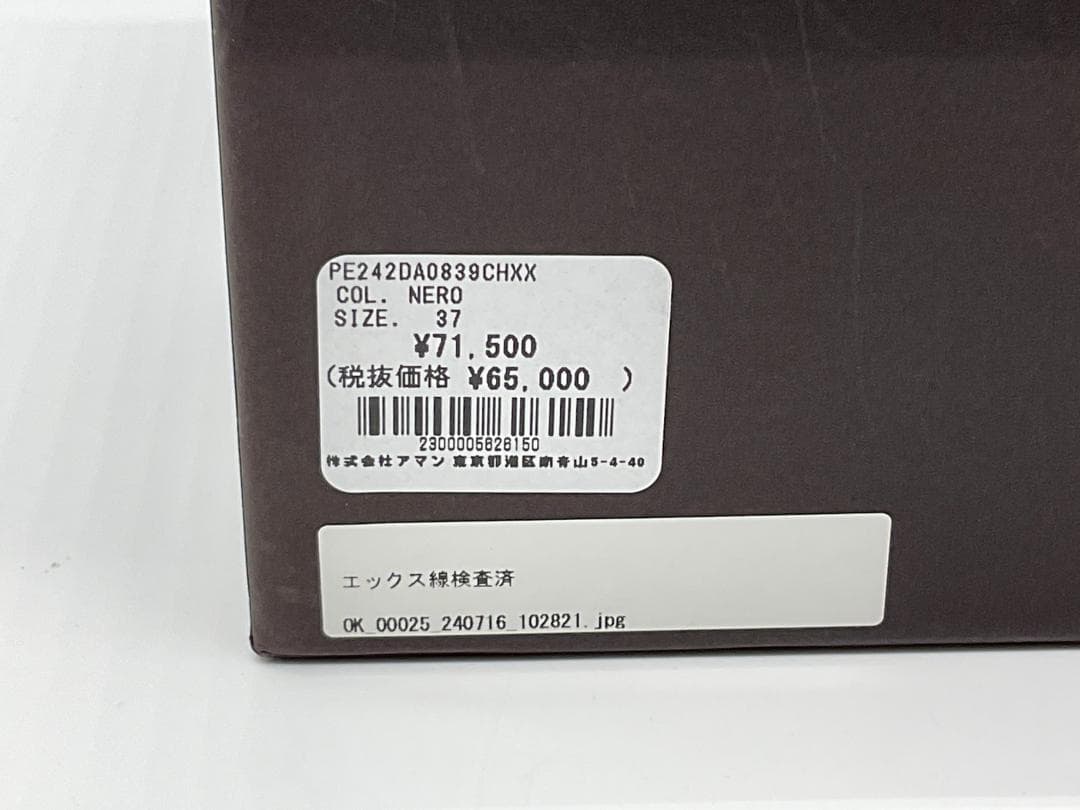 PE242DA0839CHXX
COL. NERO
SIZE. 37
¥71,500
(税抜価格 ¥65,000 )
2300005628150
株式会社アマン 東京都港区南青山5-4-40
エックス線検査済
OK_00025_240716_102821.jpg